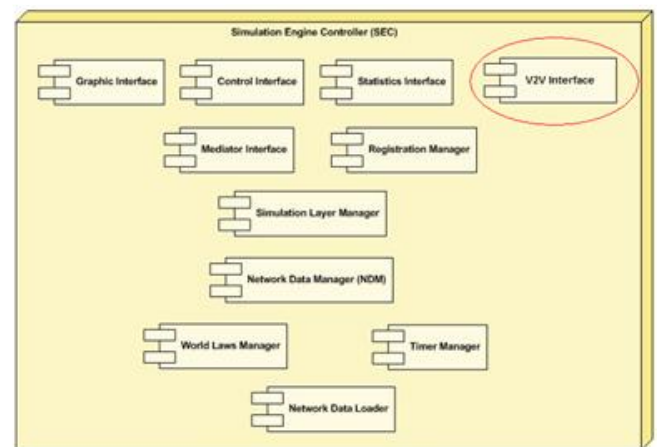 Simulation Engine Controller (SEC)
Graphic Interface
Control Interface
Statistics Interface
V2V Interface
Mediator Interface
Registration Manager
Simulation Layer Manager
Network Data Manager (NDM)
World Laws Manager
Timer Manager
Network Data Loader